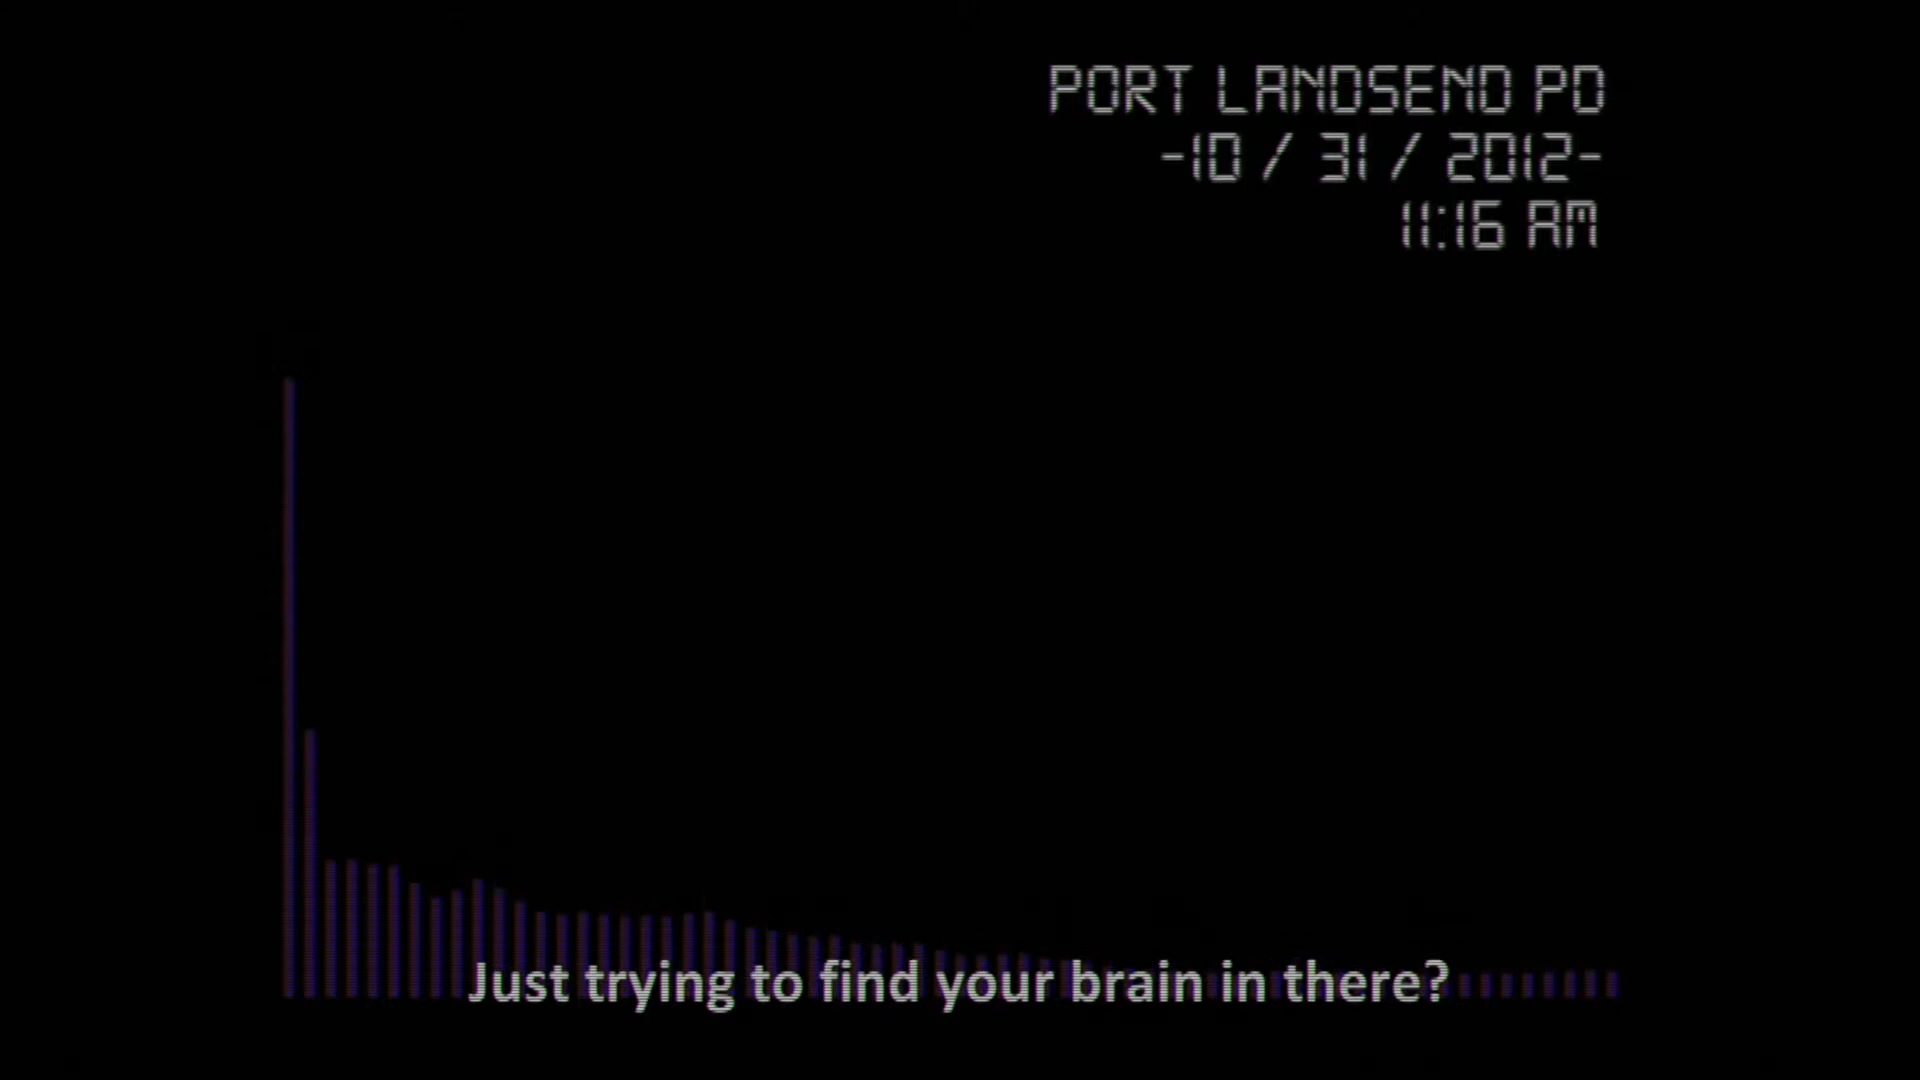 PORT LANDSEND PD
-10 / 31 / 2012-
11:16 AM
Just trying to find your brain in there?